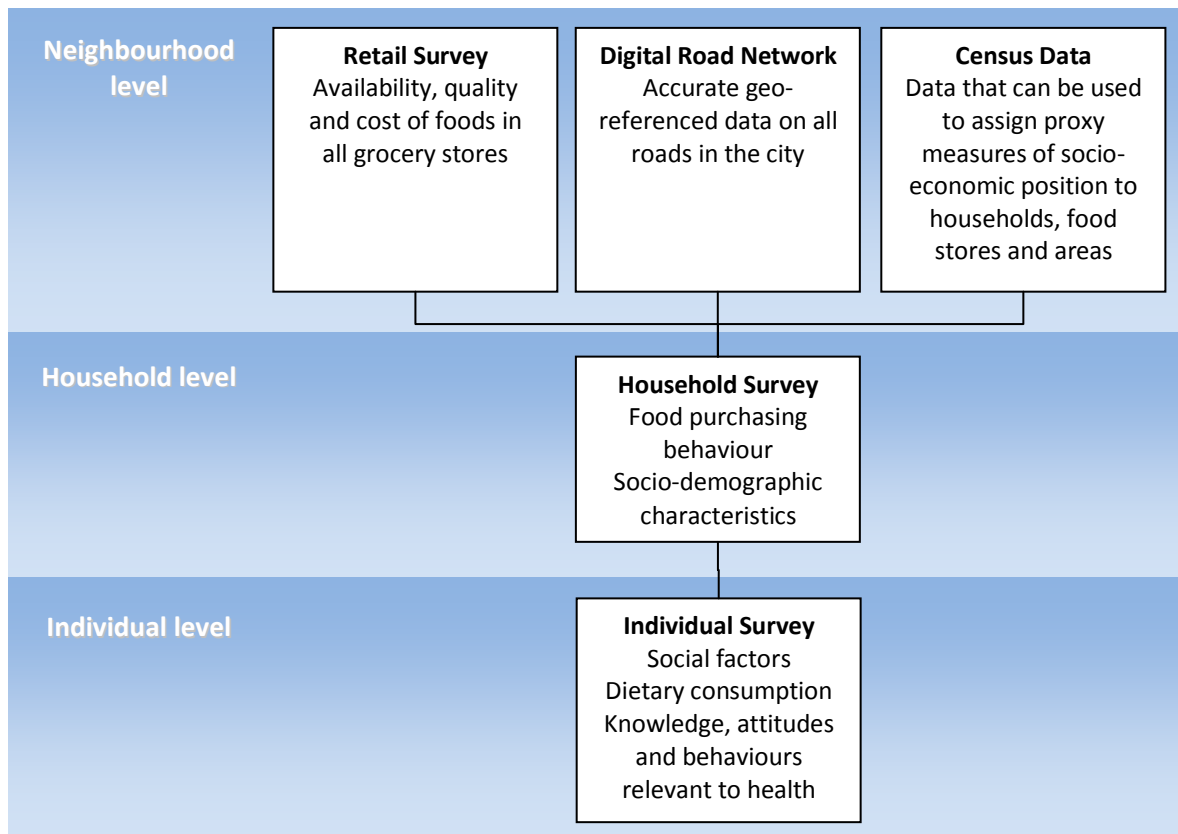 Neighbourhood
level
Retail Survey
Availability, quality
and cost of foods in
all grocery stores
Digital Road Network
Accurate geo-
referenced data on all
roads in the city
Census Data
Data that can be used
to assign proxy
measures of socio-
economic position to
households, food
stores and areas
Household level
Household Survey
Food purchasing
behaviour
Socio-demographic
characteristics
Individual level
Individual Survey
Social factors
Dietary consumption
Knowledge, attitudes
and behaviours
relevant to health